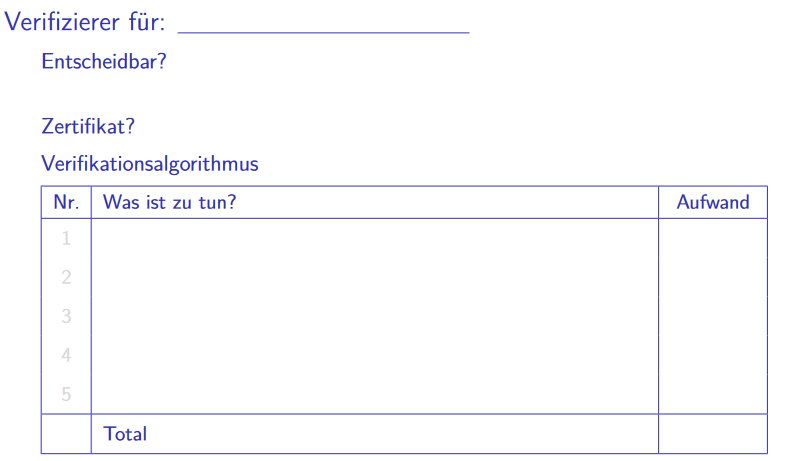 Verifizierer für:
Entscheidbar?
Zertifikat?
Verifikationsalgorithmus
Nr. Was ist zu tun? Aufwand
1
2
3
4
5
Total